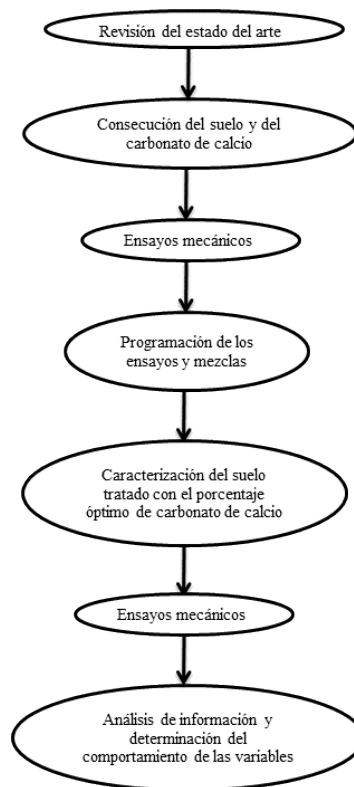 Revisión del estado del arte
Consecución del suelo y del
carbonato de calcio
Ensayos mecánicos
Programación de los
ensayos y mezclas
Caracterización del suelo
tratado con el porcentaje
óptimo de carbonato de calcio
Ensayos mecánicos
Análisis de información y
determinación del
comportamiento de las variables